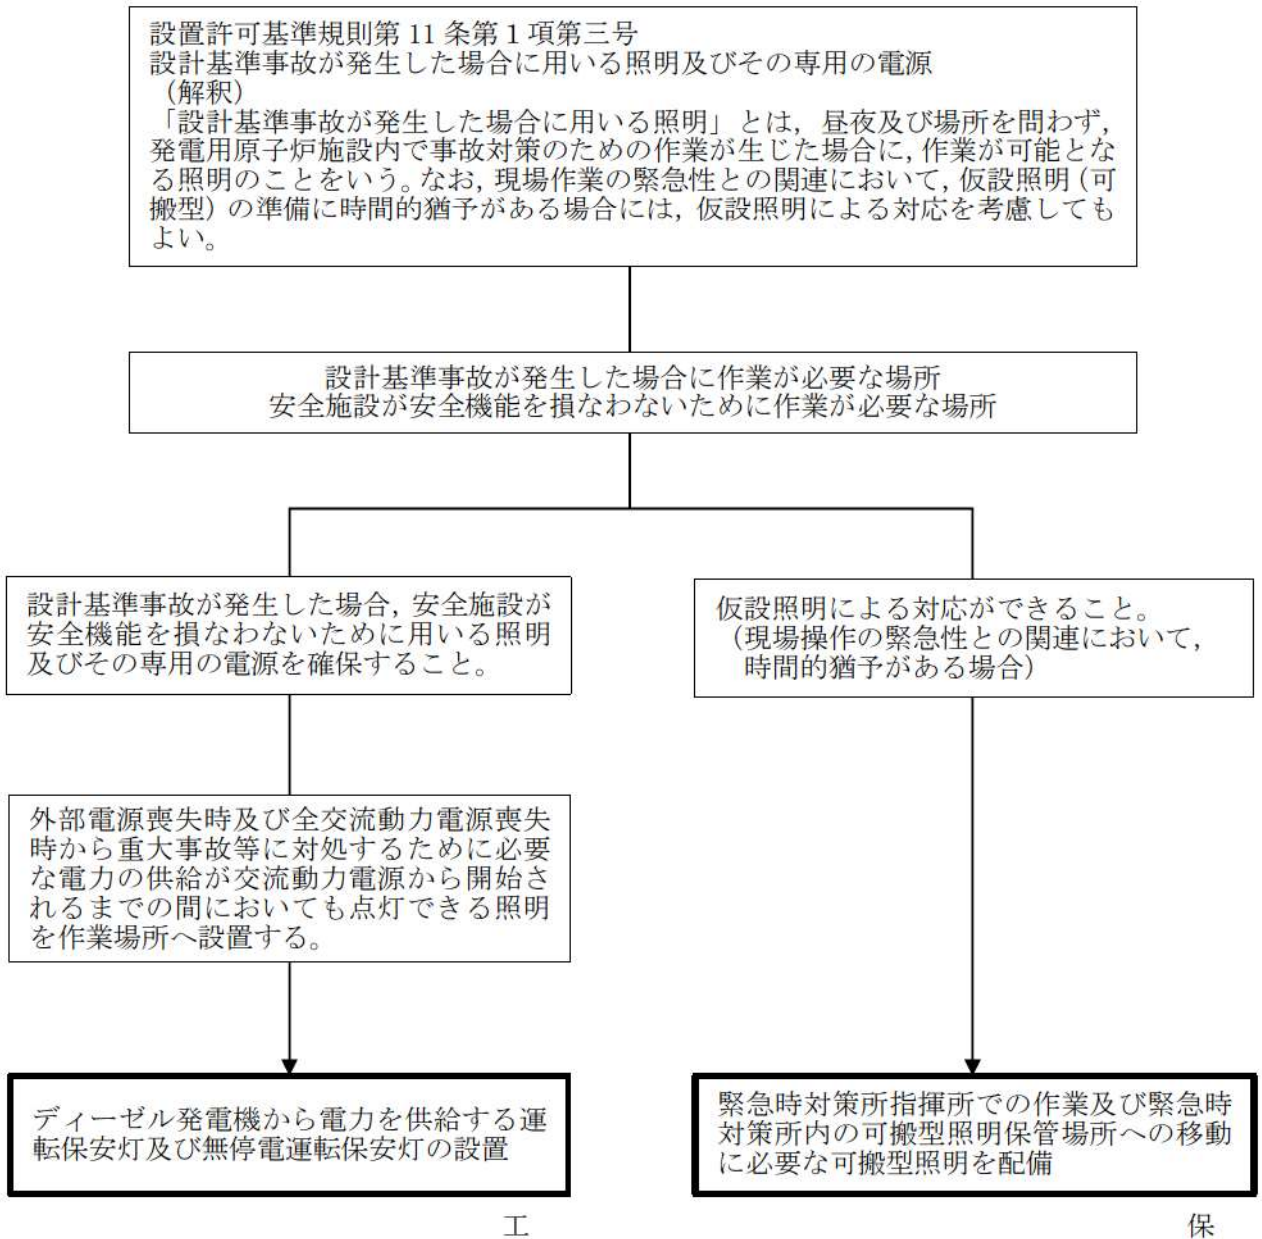 設置許可基準規則第 11 条第１項第三号
設計基準事故が発生した場合に用いる照明及びその専用の電源
（解釈）
「設計基準事故が発生した場合に用いる照明」とは，昼夜及び場所を問わず，
発電用原子炉施設内で事故対策のための作業が生じた場合に，作業が可能とな
る照明のことをいう。なお，現場作業の緊急性との関連において，仮設照明（可
搬型）の準備に時間的猶予がある場合には，仮設照明による対応を考慮しても
よい。
設計基準事故が発生した場合に作業が必要な場所
安全施設が安全機能を損なわないために作業が必要な場所
設計基準事故が発生した場合，安全施設が
安全機能を損なわないために用いる照明
及びその専用の電源を確保すること。
仮設照明による対応ができること。
（現場操作の緊急性との関連において，
時間的猶予がある場合）
外部電源喪失時及び全交流動力電源喪失
時から重大事故等に対処するために必要
な電力の供給が交流動力電源から開始さ
れるまでの間においても点灯できる照明
を作業場所へ設置する。
ディーゼル発電機から電力を供給する運
転保安灯及び無停電運転保安灯の設置
緊急時対策所指揮所での作業及び緊急時
対策所内の可搬型照明保管場所への移動
に必要な可搬型照明を配備
工
保